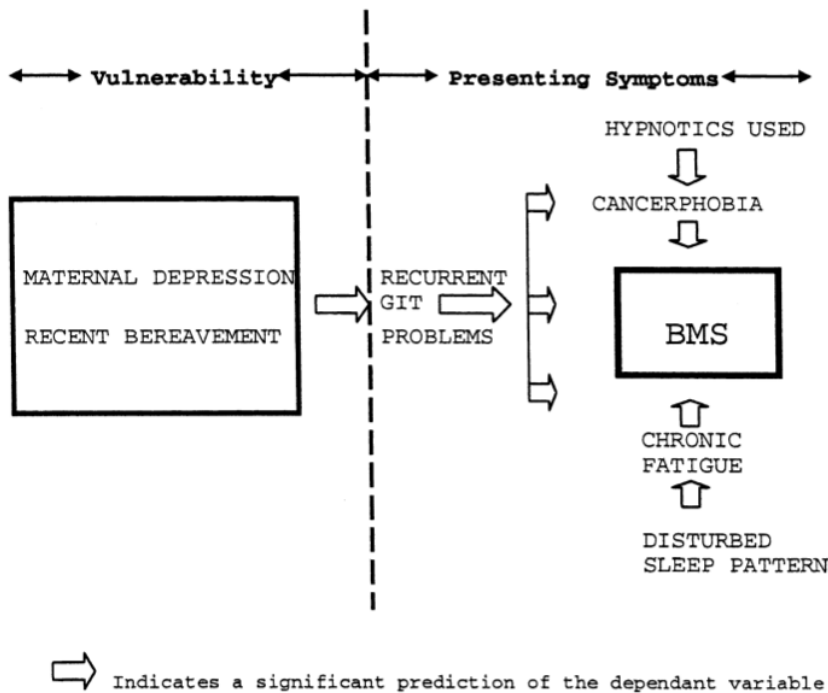 Vulnerability
Presenting Symptoms
HYPNOTICS USED
CANCERPHOBIA
MATERNAL DEPRESSION
RECENT BEREAVEMENT
RECURRENT
GIT
PROBLEMS
BMS
CHRONIC
FATIGUE
DISTURBED
SLEEP PATTERN
Indicates a significant prediction of the dependant variable